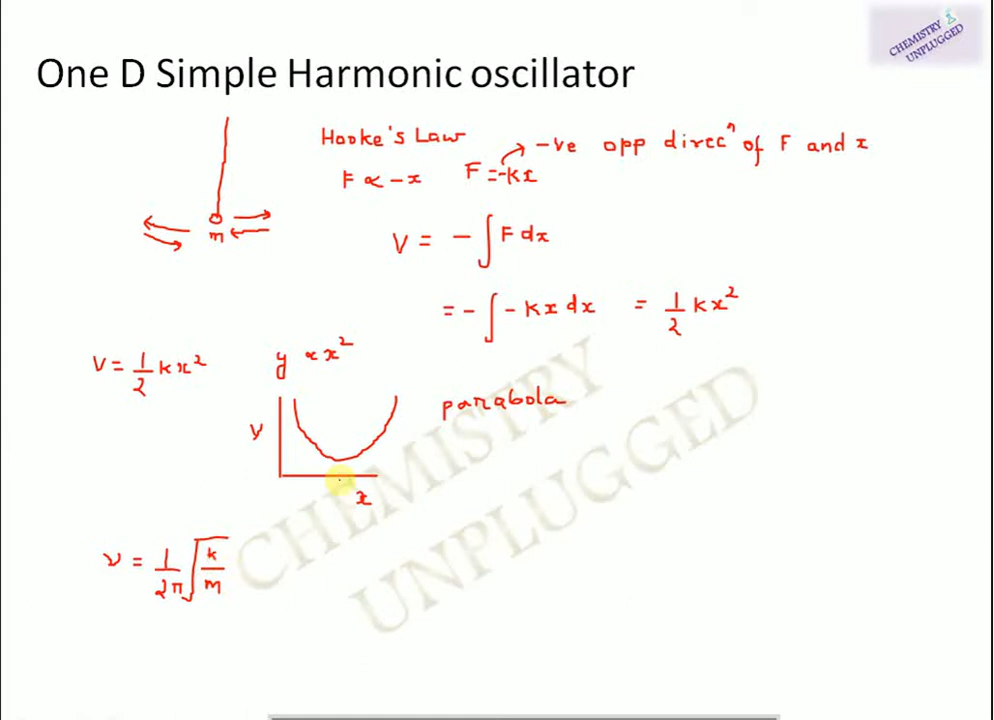 CHEMISTRY
UNPLUGGED
One D Simple Harmonic oscillator
Hooke's Law
F ∝ -x F = -kx → -ve opp direcⁿ of F and x
m
V = - ∫ F dx
= - ∫ - kx dx = 1/2 kx²
V = 1/2 kx² y ∝ x²
parabola
V
x
ν = 1/2π √k/m
CHEMISTRY
UNPLUGGED